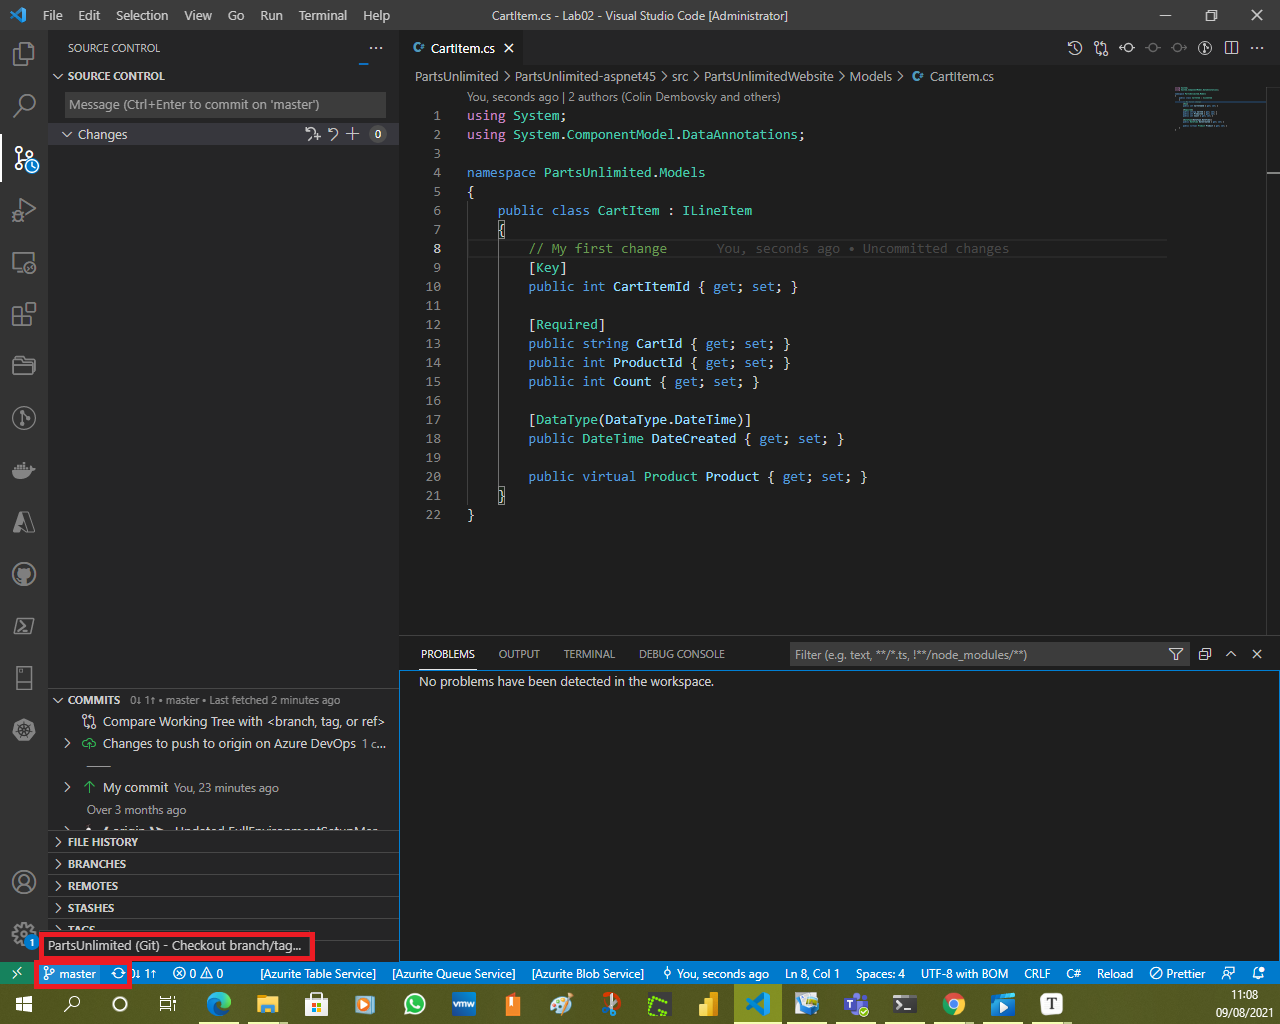 File Edit Selection View Go Run Terminal Help CartItem.cs - Lab02 - Visual Studio Code [Administrator]
SOURCE CONTROL
SOURCE CONTROL
Message (Ctrl+Enter to commit on 'master')
Changes 0
CartItem.cs
PartsUnlimited > PartsUnlimited-aspnet45 > src > PartsUnlimitedWebsite > Models > CartItem.cs
You, seconds ago | 2 authors (Colin Dembovsky and others)
1 using System;
2 using System.ComponentModel.DataAnnotations;
3
4 namespace PartsUnlimited.Models
5 {
6 public class CartItem : ILineItem
7 {
8 // My first change You, seconds ago • Uncommitted changes
9 [Key]
10 public int CartItemId { get; set; }
11
12 [Required]
13 public string CartId { get; set; }
14 public int ProductId { get; set; }
15 public int Count { get; set; }
16
17 [DataType(DataType.DateTime)]
18 public DateTime DateCreated { get; set; }
19
20 public virtual Product Product { get; set; }
21 }
22 }
PROBLEMS OUTPUT TERMINAL DEBUG CONSOLE Filter (e.g. text, **/*.ts, !**/node_modules/**)
No problems have been detected in the workspace.
COMMITS 0↓ 1↑ • master • Last fetched 2 minutes ago
Compare Working Tree with <branch, tag, or ref>
Changes to push to origin on Azure DevOps 1 c...
My commit You, 23 minutes ago
Over 3 months ago
FILE HISTORY
BRANCHES
REMOTES
STASHES
TAGS
1
PartsUnlimited (Git) - Checkout branch/tag...
master 0↓ 1↑ 0 0 [Azurite Table Service] [Azurite Queue Service] [Azurite Blob Service] You, seconds ago Ln 8, Col 1 Spaces: 4 UTF-8 with BOM CRLF C# Reload Prettier
vmw T
11:08
09/08/2021